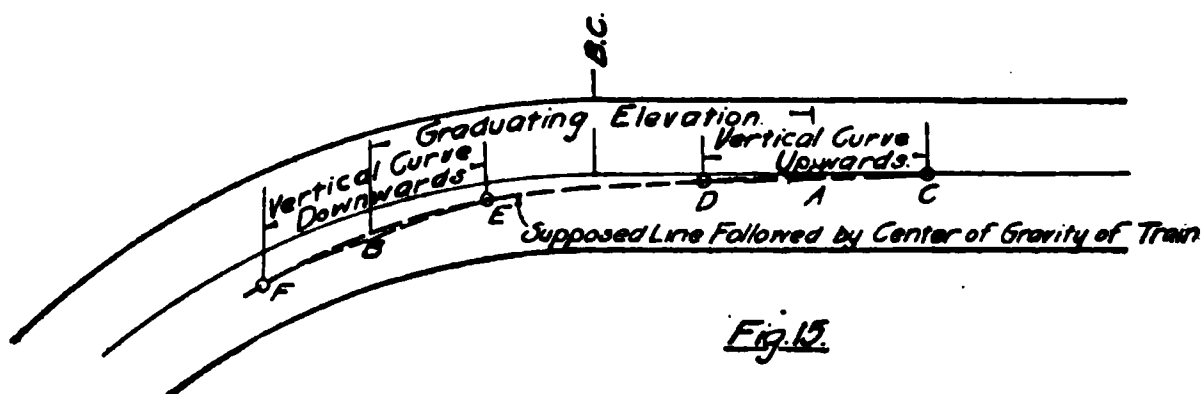 B.C.
Graduating Elevation.
Vertical Curve
Downwards
Vertical Curve
Upwards.
F
B
E
D
A
C
Supposed Line Followed by Center of Gravity of Train
Fig.15.